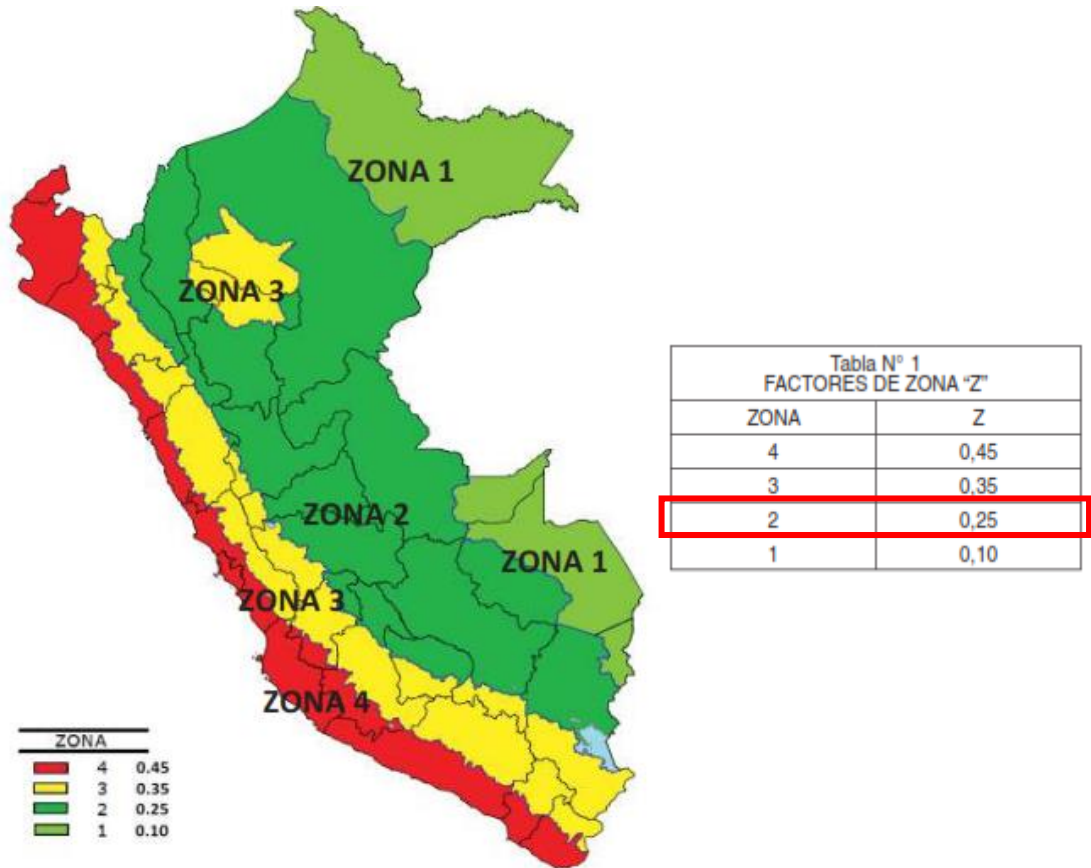 ZONA 1
ZONA 3
ZONA 2
ZONA 1
ZONA 3
ZONA 4
ZONA
4 0.45
3 0.35
2 0.25
1 0.10
Tabla N° 1
FACTORES DE ZONA "Z"
ZONA Z
4 0,45
3 0,35
2 0,25
1 0,10